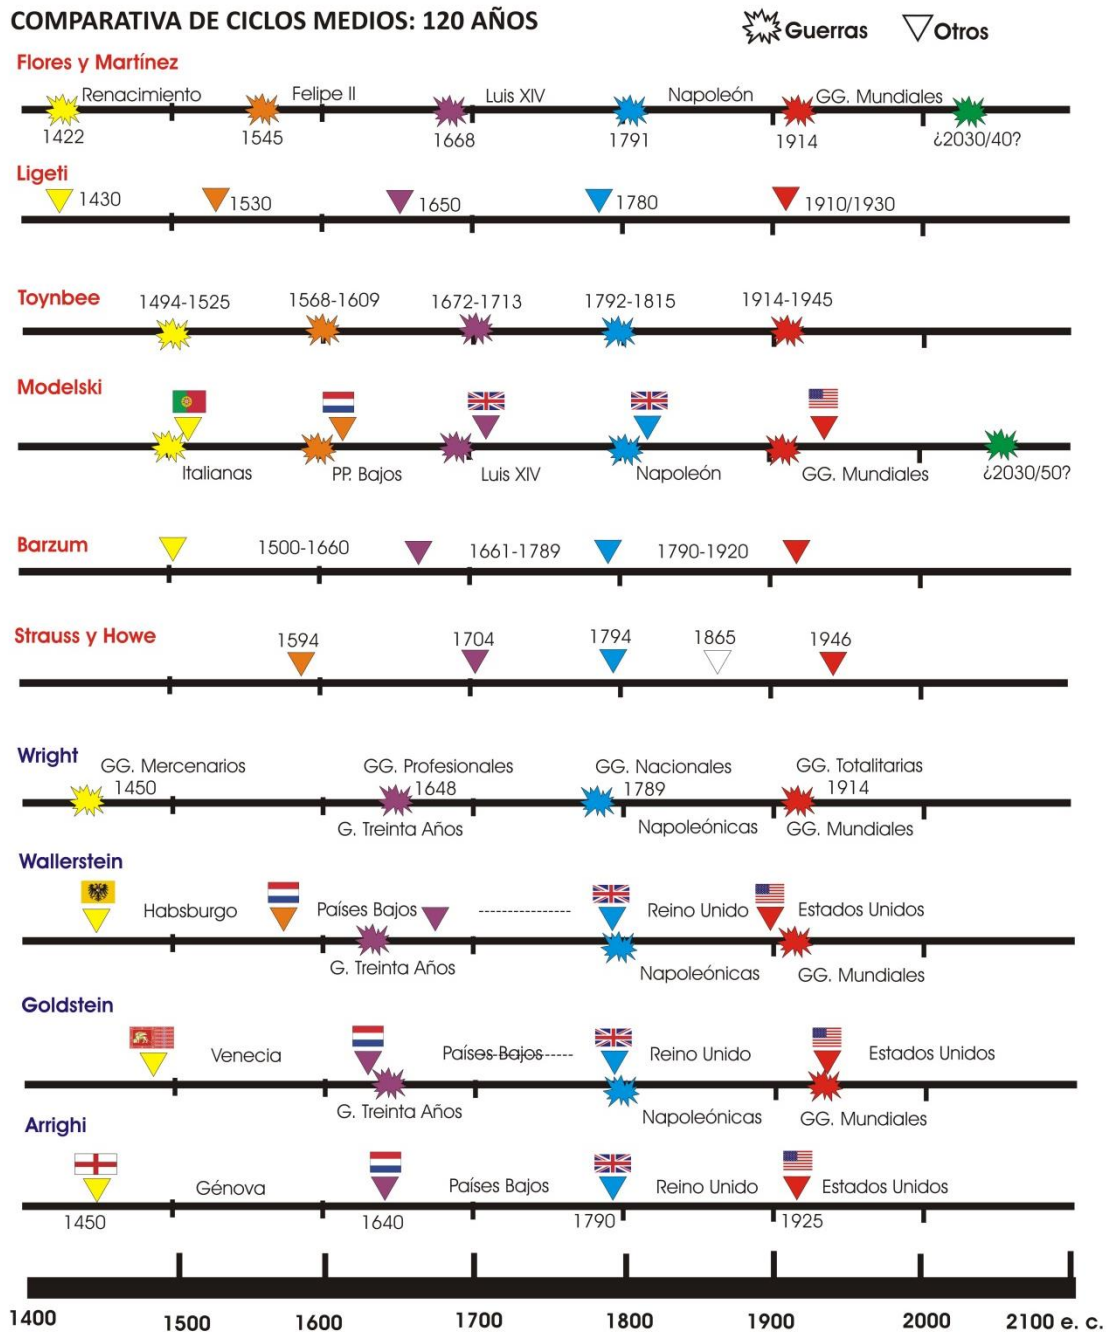 COMPARATIVA DE CICLOS MEDIOS: 120 AÑOS
Guerras
Otros
Flores y Martínez
Renacimiento
Felipe II
Luis XIV
Napoleón
GG. Mundiales
1422
1545
1668
1791
1914
¿2030/40?
Ligeti
1430
1530
1650
1780
1910/1930
Toynbee
1494-1525
1568-1609
1672-1713
1792-1815
1914-1945
Modelski
Italianas
PP. Bajos
Luis XIV
Napoleón
GG. Mundiales
¿2030/50?
Barzum
1500-1660
1661-1789
1790-1920
Strauss y Howe
1594
1704
1794
1865
1946
Wright
GG. Mercenarios
GG. Profesionales
GG. Nacionales
GG. Totalitarias
1450
1648
1789
1914
G. Treinta Años
Napoleónicas
GG. Mundiales
Wallerstein
Habsburgo
Países Bajos
Reino Unido
Estados Unidos
G. Treinta Años
Napoleónicas
GG. Mundiales
Goldstein
Venecia
Países Bajos
Reino Unido
Estados Unidos
G. Treinta Años
Napoleónicas
GG. Mundiales
Arrighi
Génova
Países Bajos
Reino Unido
Estados Unidos
1450
1640
1790
1925
1400
1500
1600
1700
1800
1900
2000
2100 e. c.